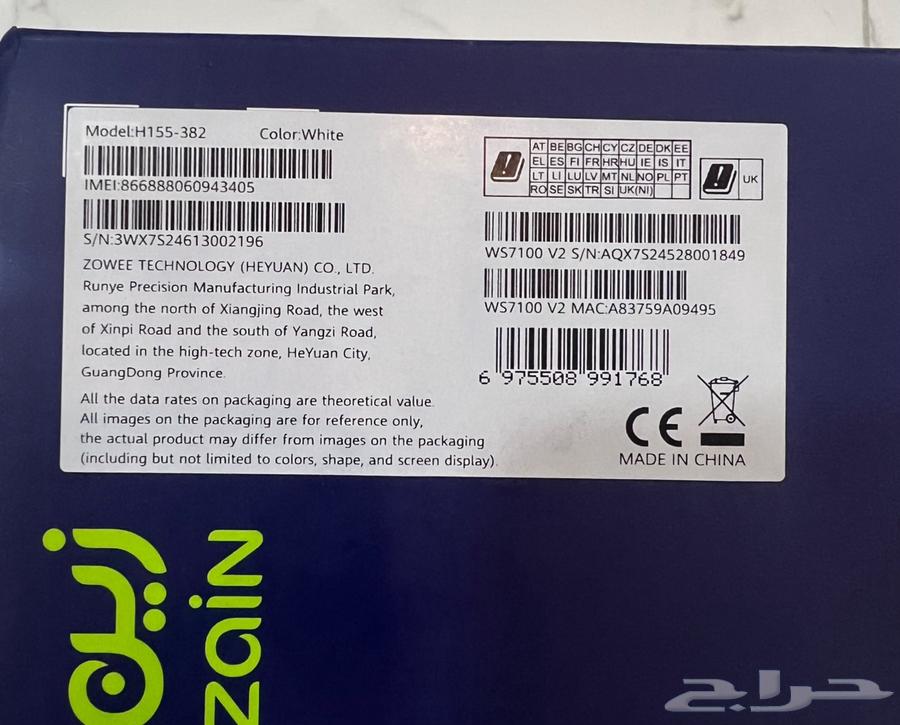 Model:H155-382 Color:White
IMEI:866888060943405
S/N:3WX7S24613002196
ZOWEE TECHNOLOGY (HEYUAN) CO., LTD.
Runye Precision Manufacturing Industrial Park,
among the north of Xiangjing Road, the west
of Xinpi Road and the south of Yangzi Road,
located in the high-tech zone, HeYuan City,
GuangDong Province.
All the data rates on packaging are theoretical value.
All images on the packaging are for reference only,
the actual product may differ from images on the packaging
(including but not limited to colors, shape, and screen display).
AT BE BG CH CY CZ DE DK EE
EL ES FI FR HR HU IE IS IT
LT LI LU LV MT NL NO PL PT
RO SE SK TR SI UK(NI)
UK
WS7100 V2 S/N:AQX7S24528001849
WS7100 V2 MAC:A83759A09495
6 975508 991768
CE
MADE IN CHINA
زين
zain
حراج